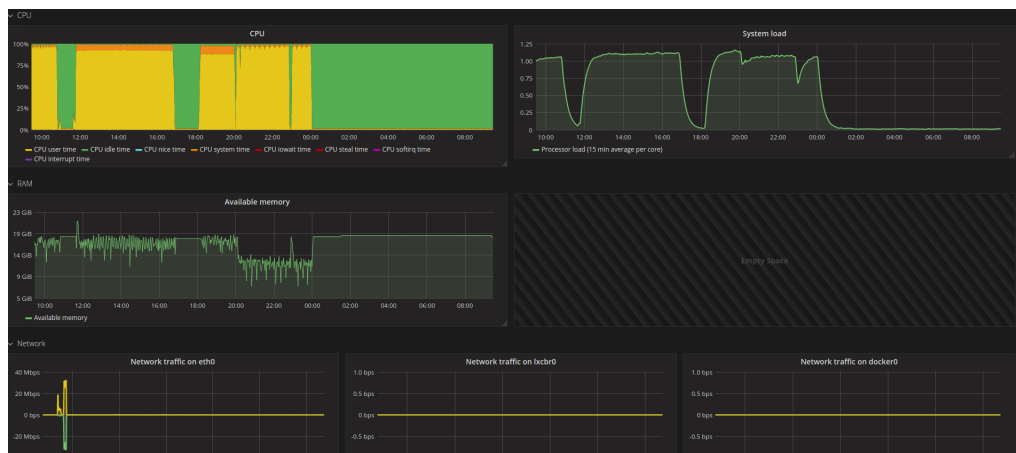 CPU
CPU
100%
75%
50%
25%
0%
10:00 12:00 14:00 16:00 18:00 20:00 22:00 00:00 02:00 04:00 06:00 08:00
CPU user time CPU idle time CPU nice time CPU system time CPU iowait time CPU steal time CPU softirq time
CPU interrupt time
System load
1.25
1.00
0.75
0.50
0.25
0
10:00 12:00 14:00 16:00 18:00 20:00 22:00 00:00 02:00 04:00 06:00 08:00
Processor load (15 min average per core)
RAM
Available memory
23 GiB
19 GiB
14 GiB
9 GiB
5 GiB
10:00 12:00 14:00 16:00 18:00 20:00 22:00 00:00 02:00 04:00 06:00 08:00
Available memory
Empty Space
Network
Network traffic on eth0
40 Mbps
20 Mbps
0 bps
-20 Mbps
Network traffic on lxcbr0
1.0 bps
0.5 bps
0 bps
-0.5 bps
Network traffic on docker0
1.0 bps
0.5 bps
0 bps
-0.5 bps